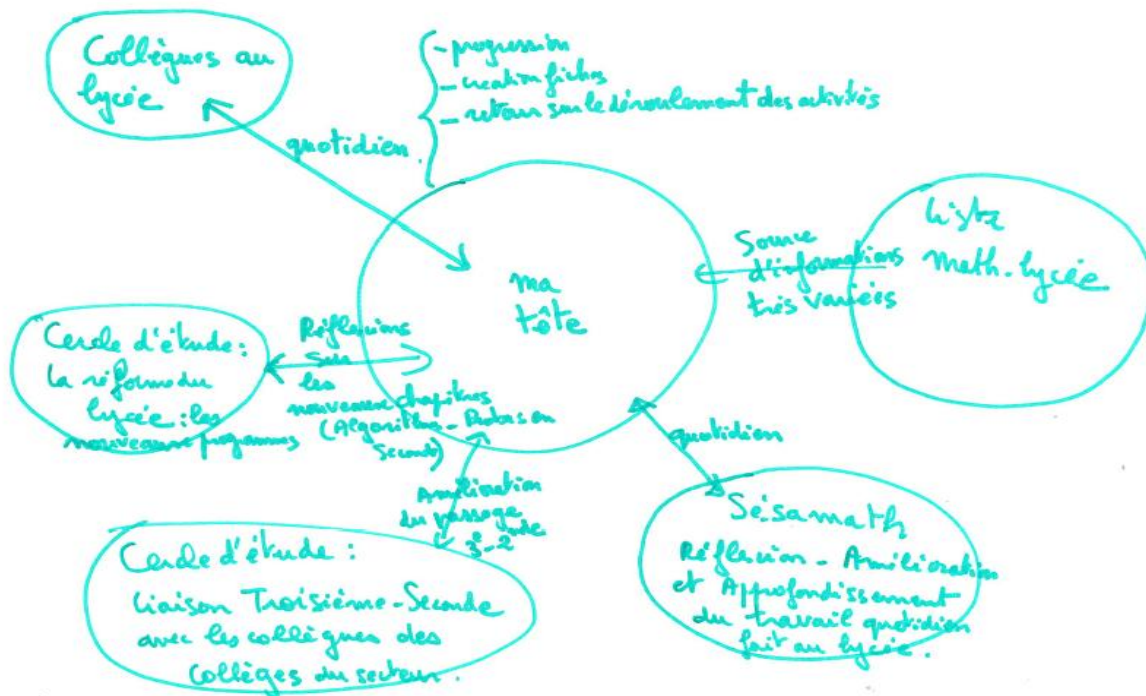 Collègues au
lycée
quotidien.
- progression
- création fiches
- retour sur le déroulement des activités
ma
tête
Source
d'informations
très variées
Liste
Math-lycée
Cercle d'étude :
La réforme du
lycée : les
nouveaux programmes
Réflexions
sur
les
nouveaux chapitres
(Algorithme - Probas en
Seconde)
Amélioration
du passage
3e-2nde
Cercle d'étude :
Liaison Troisième-Seconde
avec les collègues des
collèges du secteur.
quotidien
Sésamath
Réflexion - Amélioration
et Approfondissement
du travail quotidien
fait au lycée.